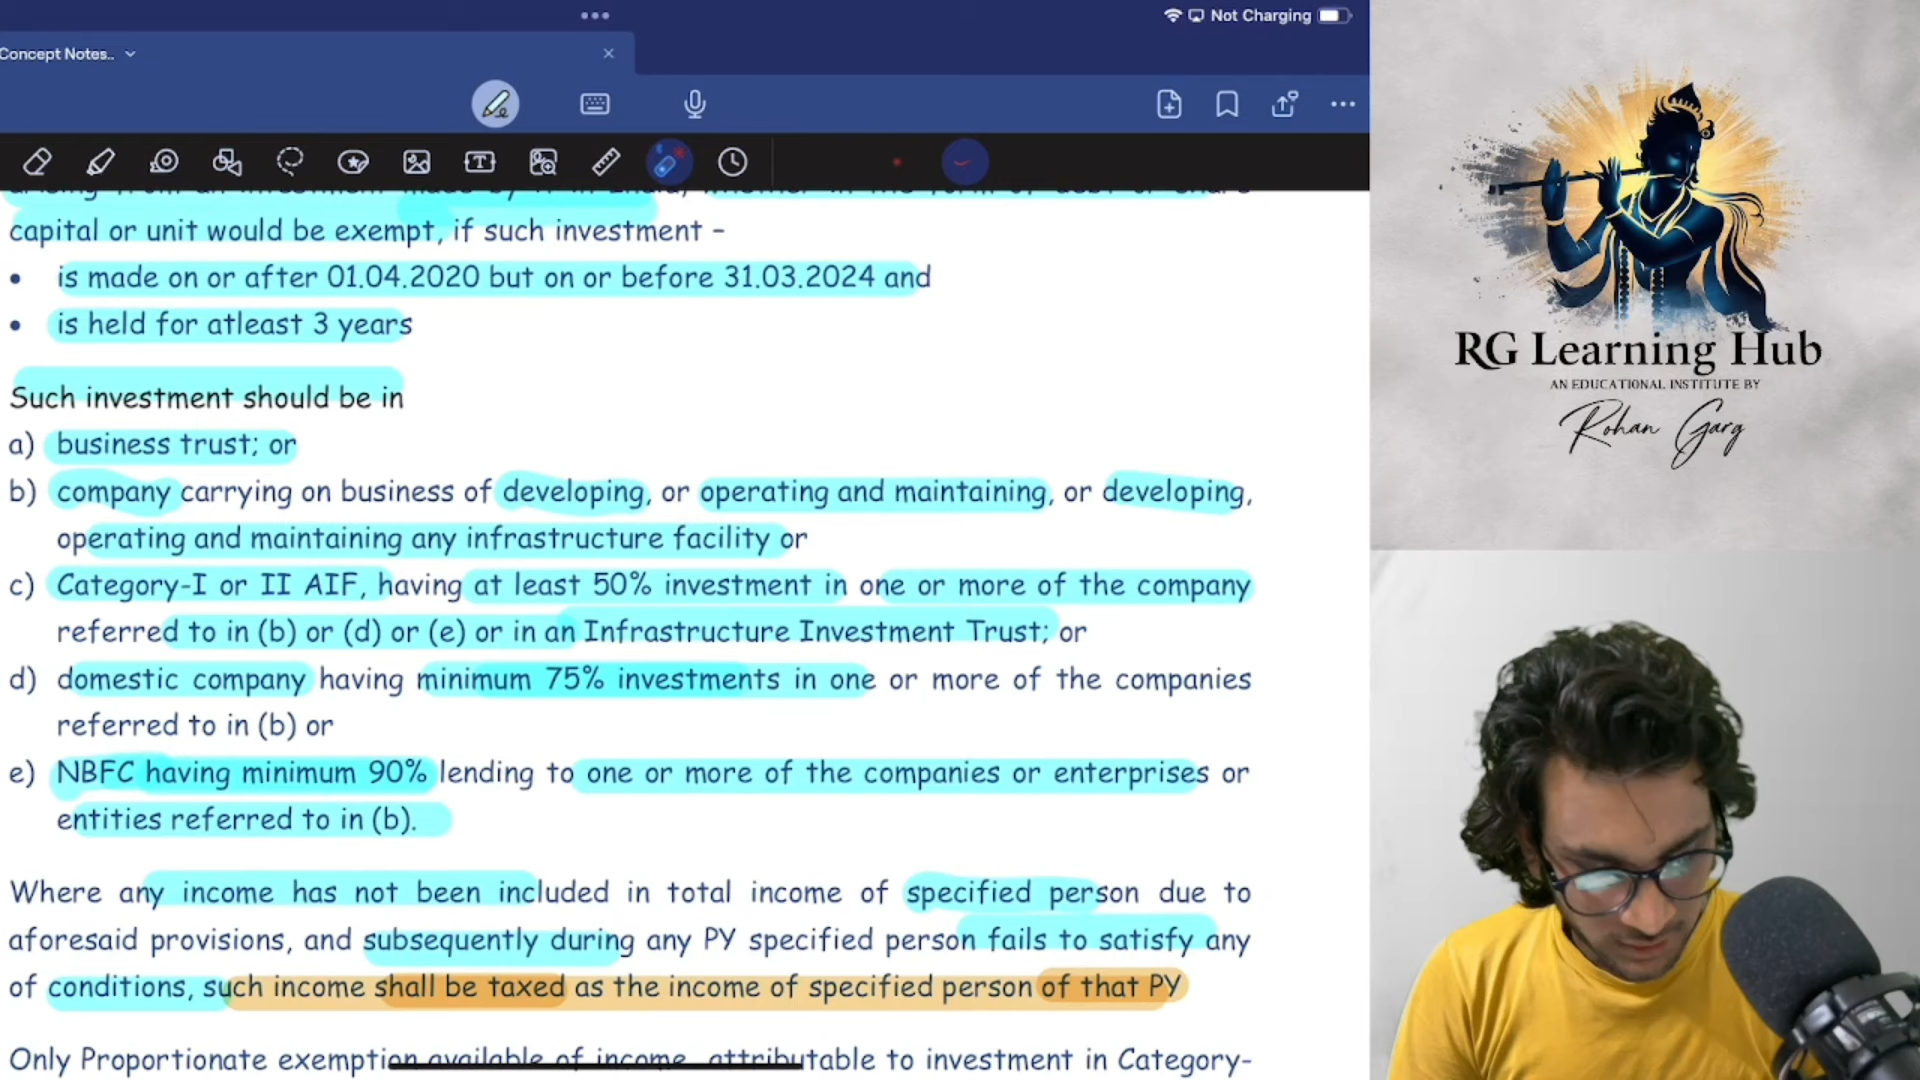 Not Charging
Concept Notes..
capital or unit would be exempt, if such investment –
• is made on or after 01.04.2020 but on or before 31.03.2024 and
• is held for atleast 3 years
Such investment should be in
a) business trust; or
b) company carrying on business of developing, or operating and maintaining, or developing,
operating and maintaining any infrastructure facility or
c) Category-I or II AIF, having at least 50% investment in one or more of the company
referred to in (b) or (d) or (e) or in an Infrastructure Investment Trust; or
d) domestic company having minimum 75% investments in one or more of the companies
referred to in (b) or
e) NBFC having minimum 90% lending to one or more of the companies or enterprises or
entities referred to in (b).
Where any income has not been included in total income of specified person due to
aforesaid provisions, and subsequently during any PY specified person fails to satisfy any
of conditions, such income shall be taxed as the income of specified person of that PY
Only Proportionate exemption available of income, attributable to investment in Category-
RG Learning Hub
AN EDUCATIONAL INSTITUTE BY
Rohan Garg